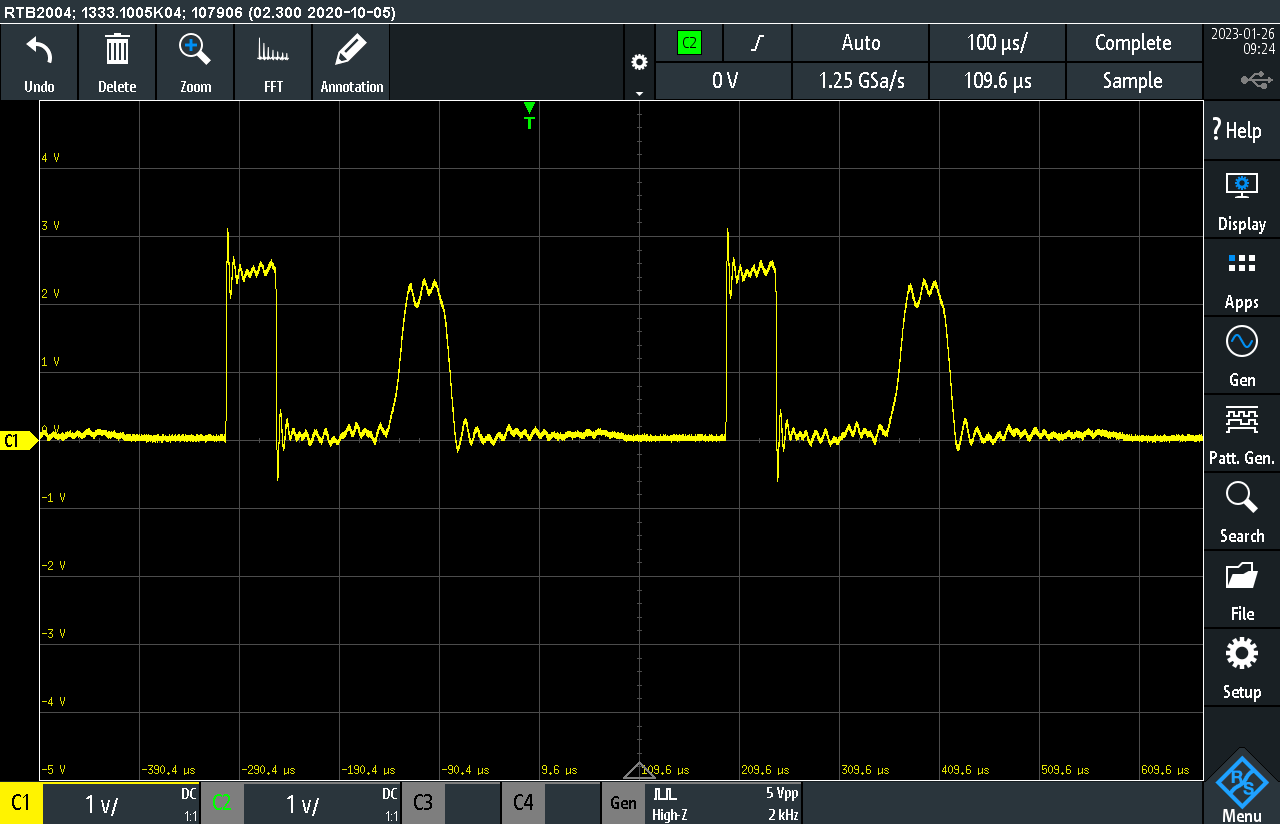 RTB2004; 1333.1005K04; 107906 (02.300 2020-10-05)
Undo
Delete
Zoom
FFT
Annotation
C2
Auto
100 µs/
Complete
0 V
1.25 GSa/s
109.6 µs
Sample
2023-01-26
09:24
T
4 V
3 V
2 V
1 V
0 V
C1
-1 V
-2 V
-3 V
-4 V
-5 V
-390.4 µs
-290.4 µs
-190.4 µs
-90.4 µs
9.6 µs
109.6 µs
209.6 µs
309.6 µs
409.6 µs
509.6 µs
609.6 µs
? Help
Display
Apps
Gen
Patt. Gen.
Search
File
Setup
R&S
Menu
C1
1 V/
DC
1:1
C2
1 V/
DC
1:1
C3
C4
Gen
High-Z
5 Vpp
2 kHz